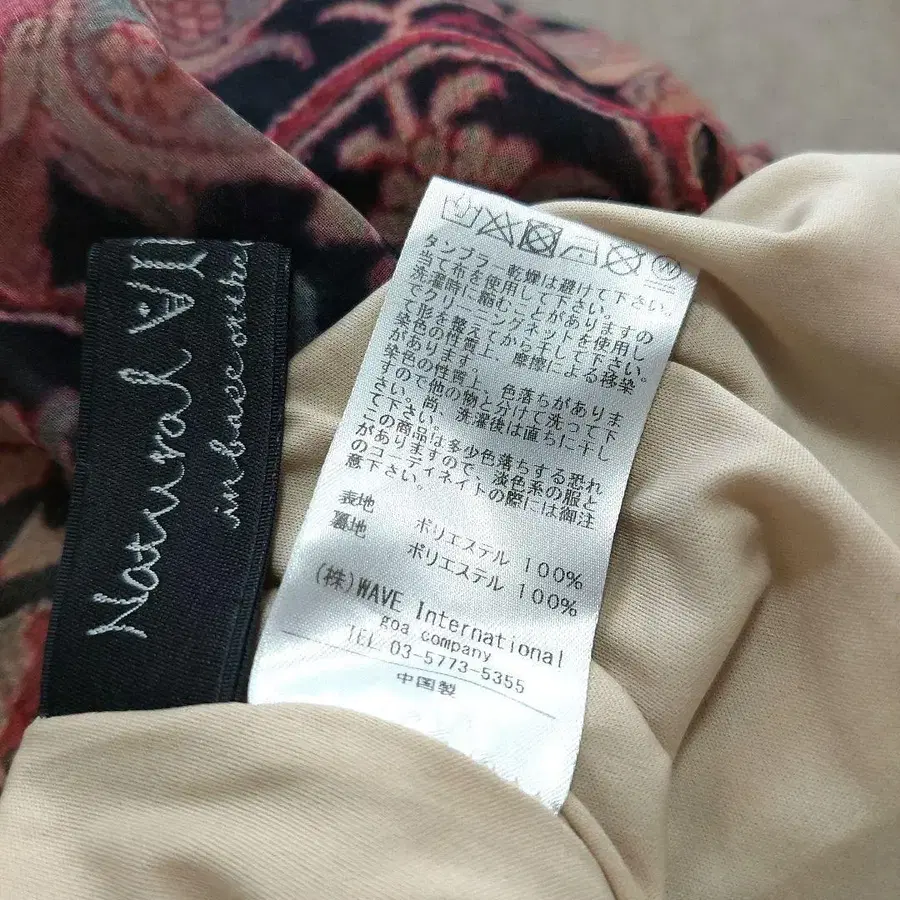 Natural
in base on the
タンブラ、乾燥は避けて下さい。
当て布を使用して下さい。
洗濯時に縮むことがありますの
でクリーニングネットを使用し
て形を整えてから干して下さい。
染色の性質上、摩擦による移染
があります。
染色の性質上、色落ちがありま
すので他の物と分けて洗って下
さい。尚、洗濯後は直ちに干し
て下さい。
この商品は多少色落ちする恐れ
がありますので、淡色系の服と
のコーディネイトの際には御注
意下さい。
表地 ポリエステル 100%
裏地 ポリエステル 100%
(株)WAVE International
goa company
TEL 03-5773-5355
中国製